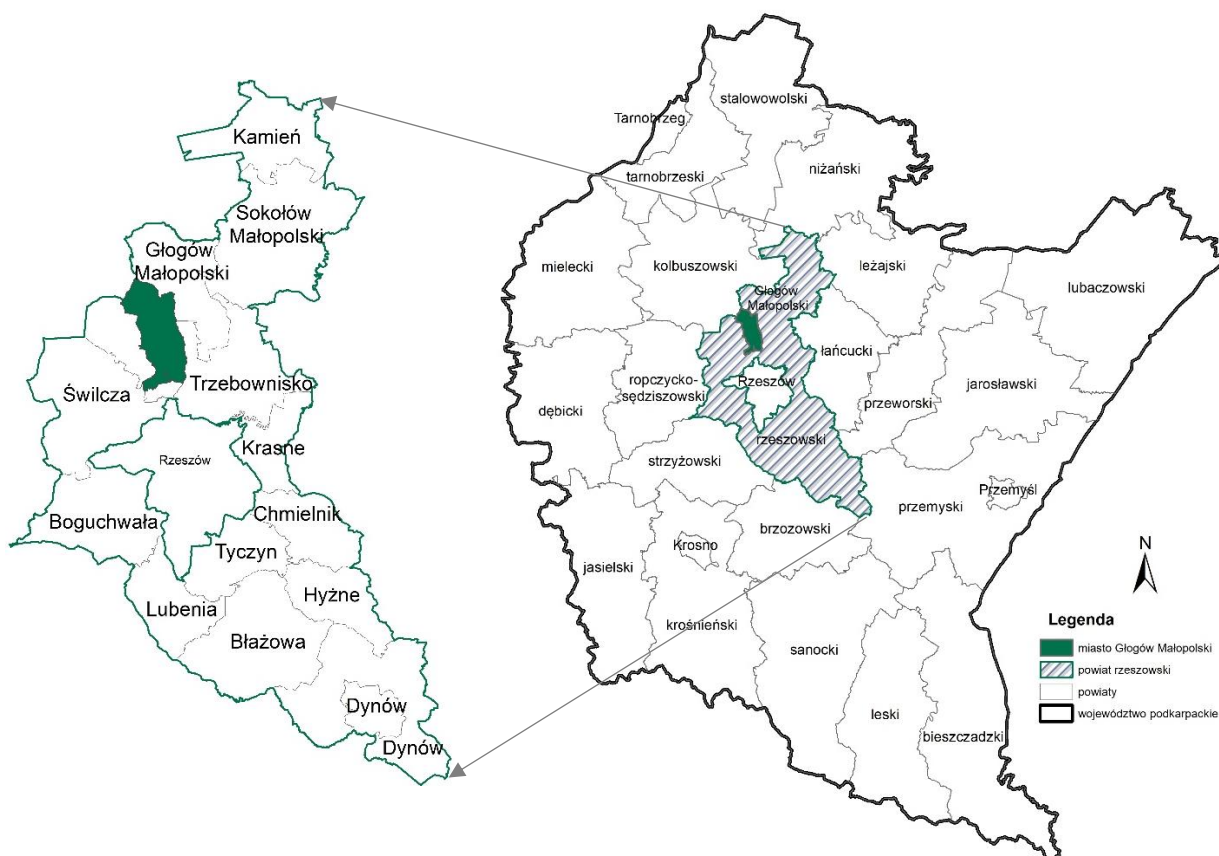 Kamień
Sokołów
Małopolski
Głogów
Małopolski
Świlcza
Trzebownisko
Krasne
Rzeszów
Boguchwała
Chmielnik
Tyczyn
Lubenia
Hyżne
Błażowa
Dynów
Dynów
stalowowolski
Tarnobrzeg
tarnobrzeski
niżański
mielecki
kolbuszowski
leżajski
lubaczowski
Głogów
Małopolski
łańcucki
ropczycko-
sędziszowski
Rzeszów
jarosławski
dębicki
przeworski
rzeszowski
strzyżowski
Przemyśl
przemyski
brzozowski
Krosno
jasielski
krośnieński
sanocki
leski
bieszczadzki
N
Legenda
miasto Głogów Małopolski
powiat rzeszowski
powiaty
województwo podkarpackie